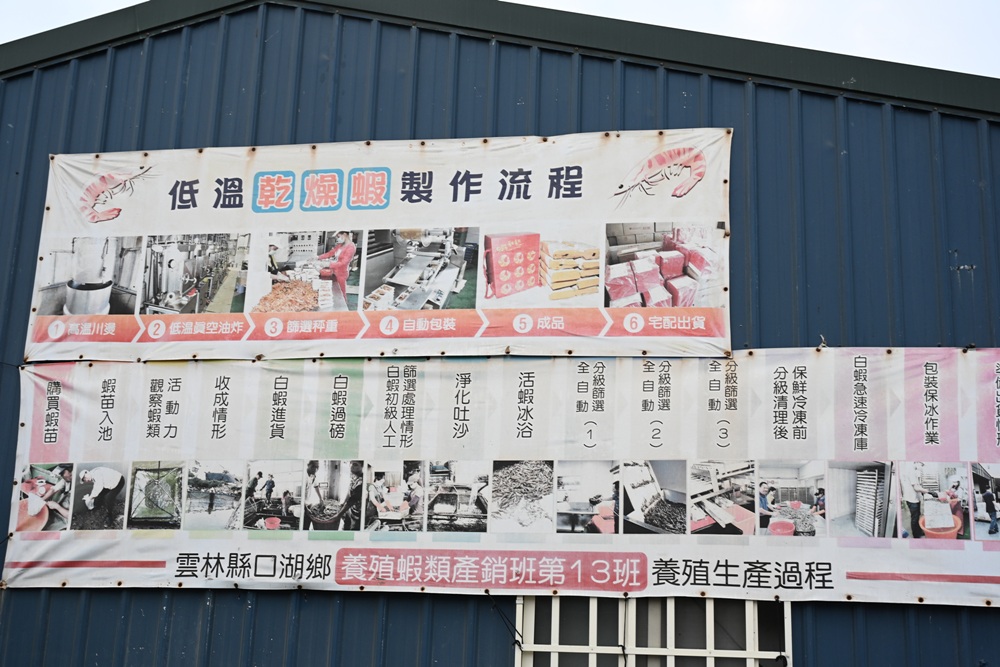 低溫乾燥蝦製作流程
1 高溫川燙
2 低溫真空油炸
3 篩選秤重
4 自動包裝
5 成品
6 宅配出貨
購買蝦苗
蝦苗入池
活動力
觀察蝦類
收成情形
白蝦進貨
白蝦過磅
篩選處理情形
白蝦初級人工
淨化吐沙
活蝦冰浴
分級篩選
全自動(1)
分級篩選
全自動(2)
分級篩選
全自動(3)
保鮮冷凍前
分級清理後
白蝦急速冷凍庫
包裝保冰作業
雲林縣口湖鄉 養殖蝦類產銷班第13班 養殖生產過程